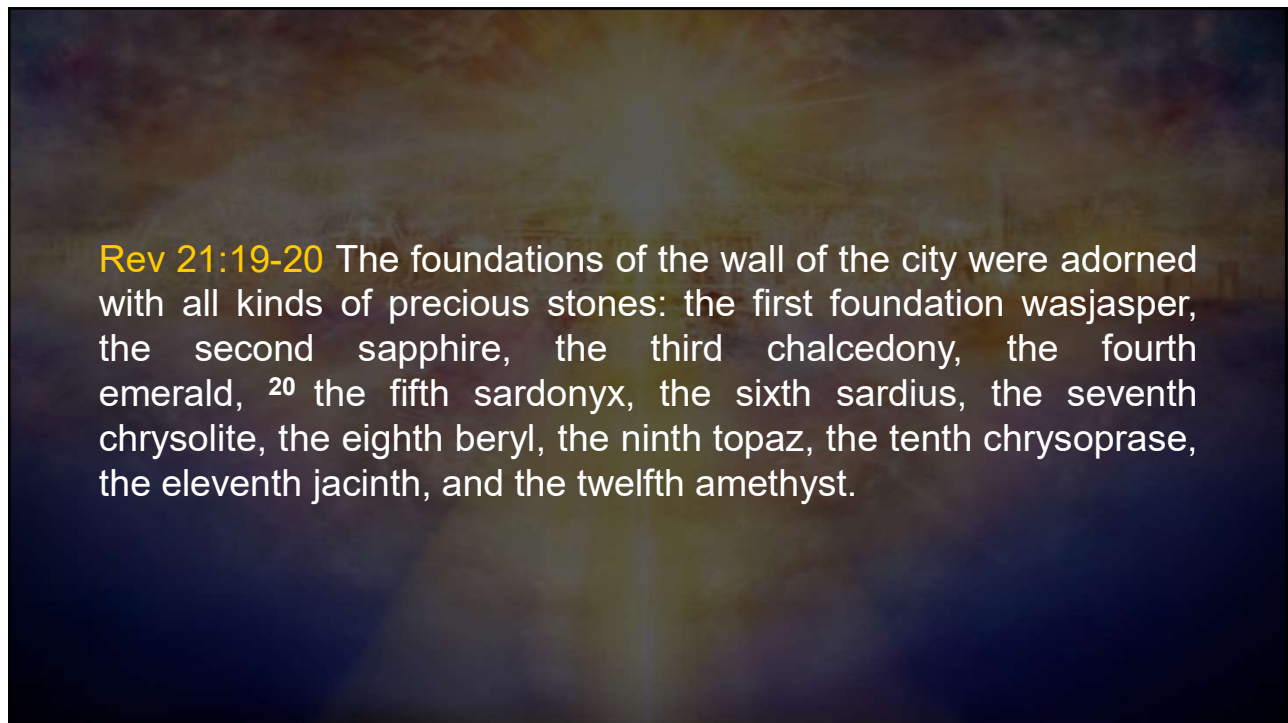 Rev 21:19-20 The foundations of the wall of the city were adorned
with all kinds of precious stones: the first foundation wasjasper,
the second sapphire, the third chalcedony, the fourth
emerald, 20 the fifth sardonyx, the sixth sardius, the seventh
chrysolite, the eighth beryl, the ninth topaz, the tenth chrysoprase,
the eleventh jacinth, and the twelfth amethyst.